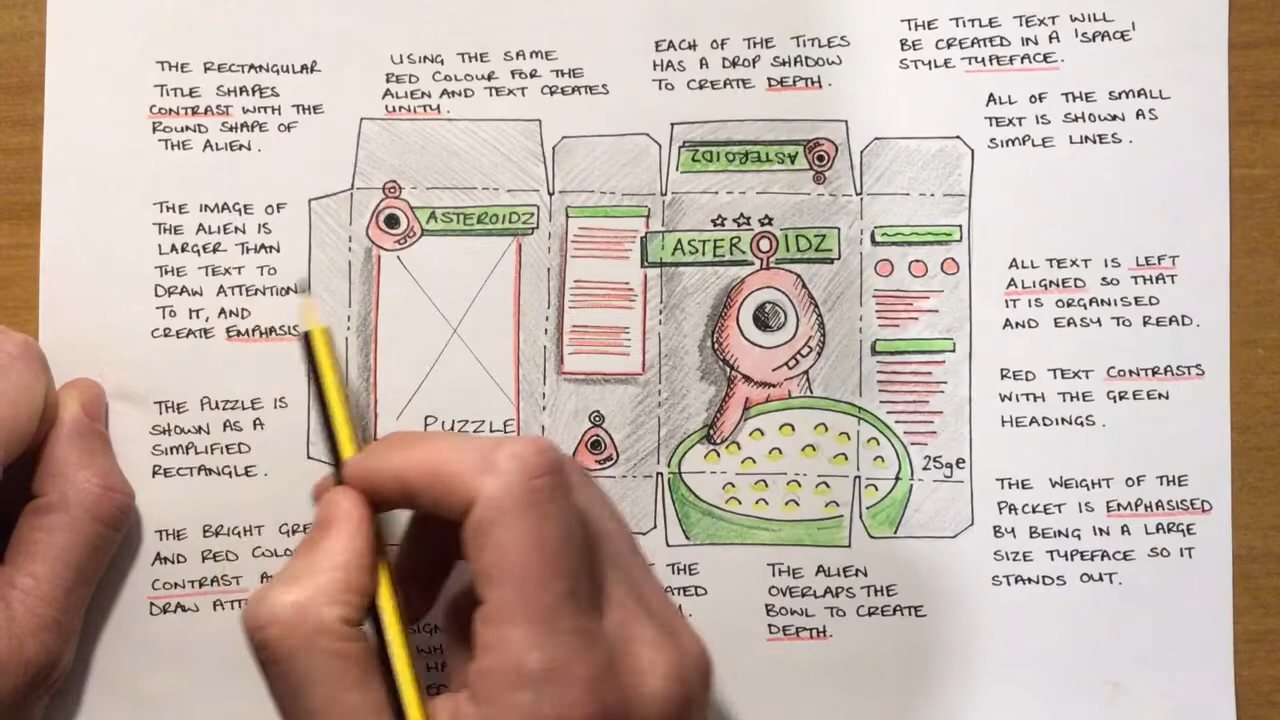 THE RECTANGULAR
TITLE SHAPES
CONTRAST WITH THE
ROUND SHAPE OF
THE ALIEN.
USING THE SAME
RED COLOUR FOR THE
ALIEN AND TEXT CREATES
UNITY.
EACH OF THE TITLES
HAS A DROP SHADOW
TO CREATE DEPTH.
THE TITLE TEXT WILL
BE CREATED IN A 'SPACE'
STYLE TYPEFACE.
ALL OF THE SMALL
TEXT IS SHOWN AS
SIMPLE LINES.
THE IMAGE OF
THE ALIEN IS
LARGER THAN
THE TEXT TO
DRAW ATTENTION
TO IT, AND
CREATE EMPHASIS
THE PUZZLE IS
SHOWN AS A
SIMPLIFIED
RECTANGLE.
THE BRIGHT
AND RED
CONTRAST
DRAW
ASTEROIDZ
PUZZLE
ASTEROIDZ
ASTEROIDZ
25ge
ALL TEXT IS LEFT
ALIGNED SO THAT
IT IS ORGANISED
AND EASY TO READ.
RED TEXT CONTRASTS
WITH THE GREEN
HEADINGS.
THE WEIGHT OF THE
PACKET IS EMPHASISED
BY BEING IN A LARGE
SIZE TYPEFACE SO IT
STANDS OUT.
THE
THE ALIEN
OVERLAPS THE
BOWL TO CREATE
DEPTH.